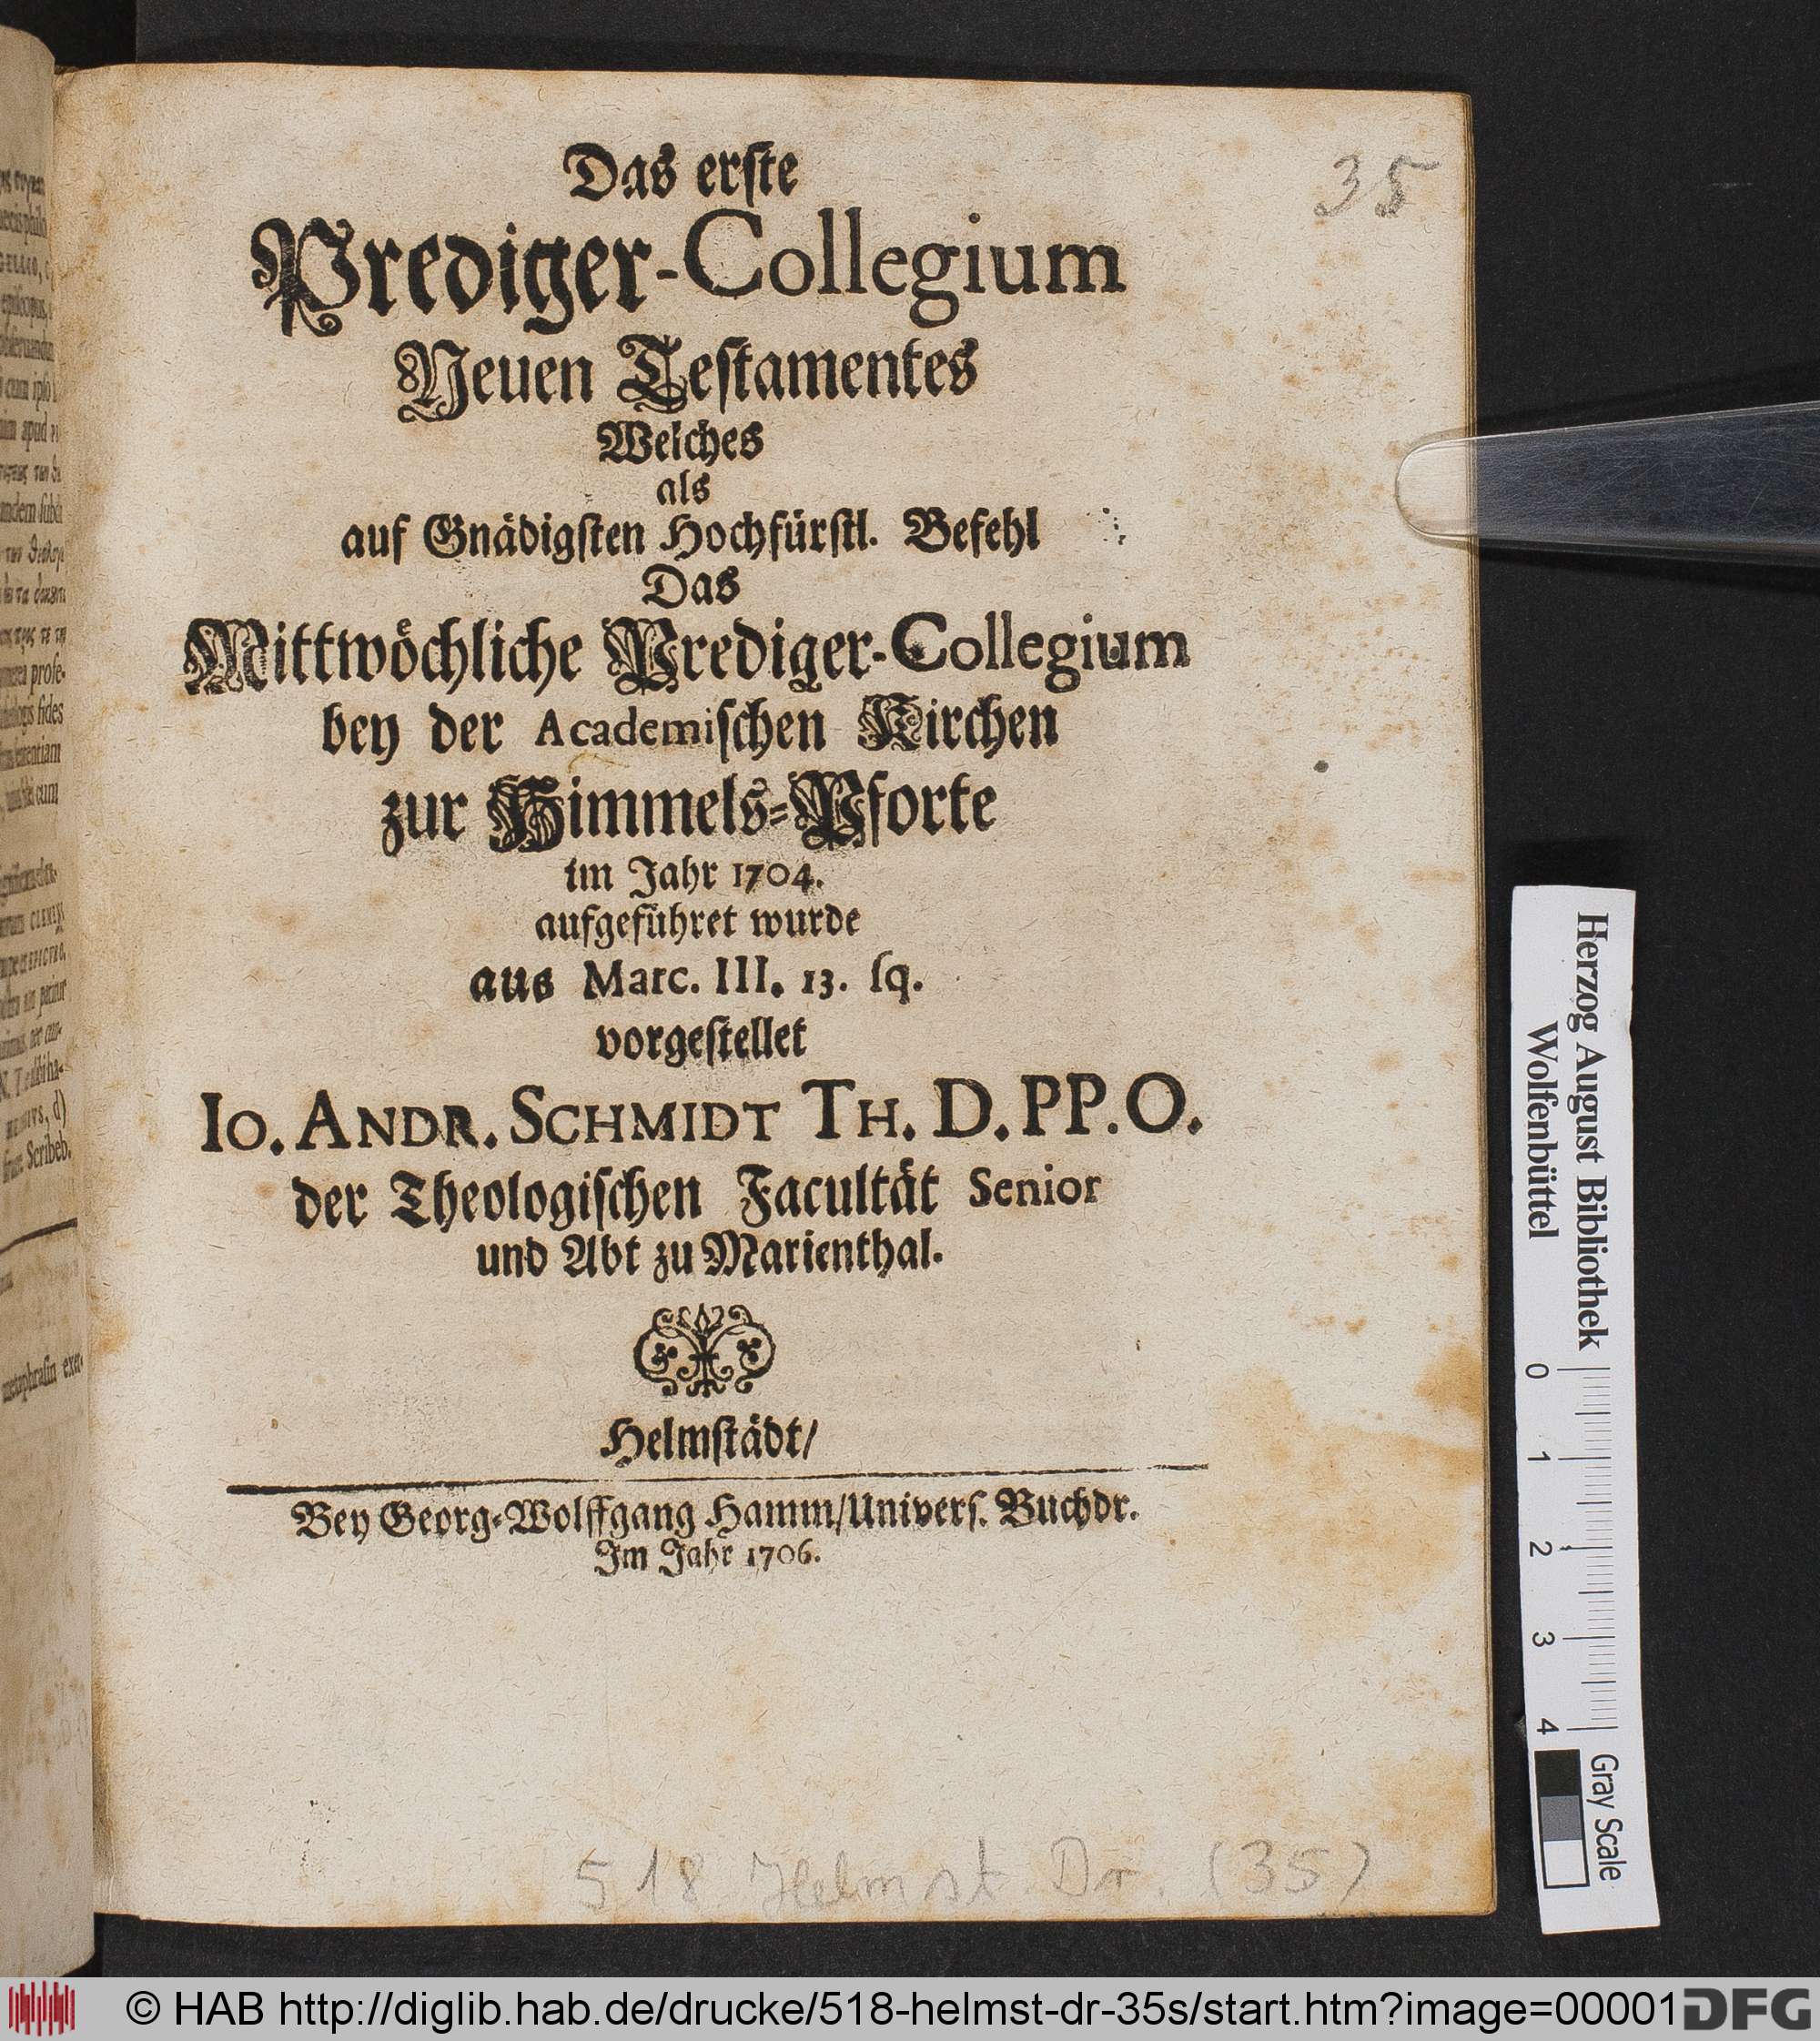 35
Das erste
Prediger-Collegium
Neuen Testamentes
Welches
als
auf Gnädigsten Hochfürstl. Befehl
Das
Mittwöchliche Prediger-Collegium
bey der Academischen Kirchen
zur Himmels-Pforte
im Jahr 1704.
aufgeführet wurde
aus Marc. III. 13. sq.
vorgestellet
IO. ANDR. SCHMIDT TH. D. PP. O.
der Theologischen Facultät Senior
und Abt zu Marienthal.
Helmstädt/
Bey Georg-Wolffgang Hamm/Univers. Buchdr.
Im Jahr 1706.
518 Helmst Dr. (35)
Herzog August Bibliothek
Wolfenbüttel
0 1 2 3 4
Gray Scale
© HAB http://diglib.hab.de/drucke/518-helmst-dr-35s/start.htm?image=00001
DFG